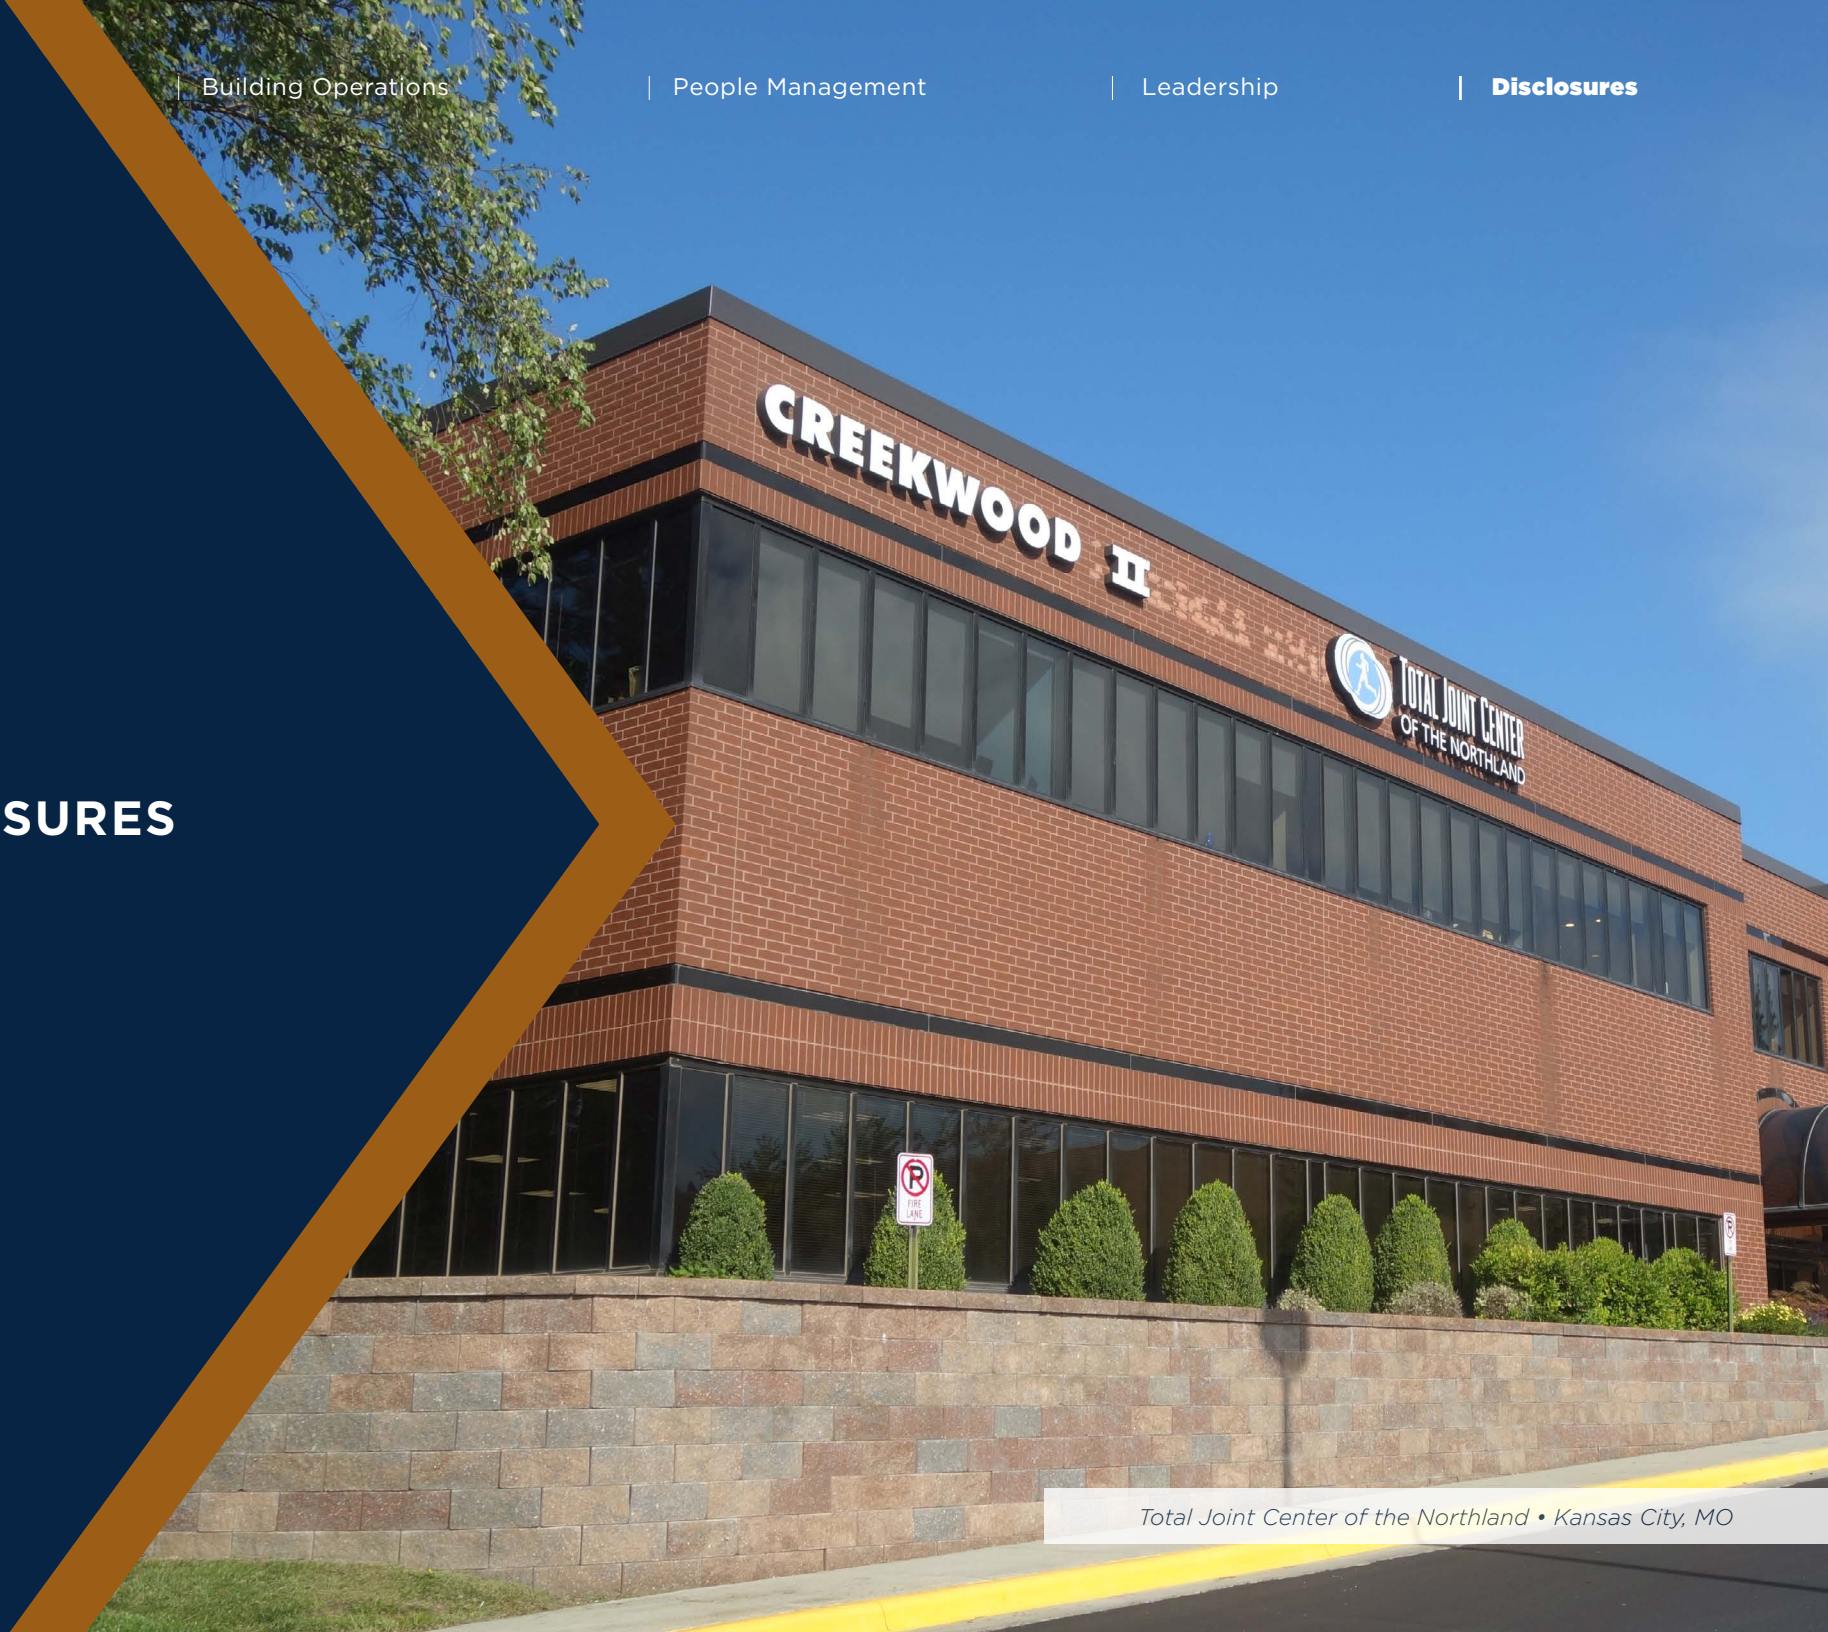 Building Operations
People Management
Leadership
Disclosures
CREEKWOOD II
TOTAL JOINT CENTER
OF THE NORTHLAND
SURES
P
FIRE
LANE
Total Joint Center of the Northland • Kansas City, MO